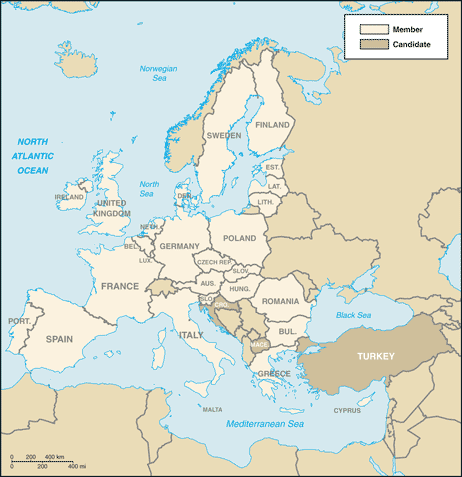 Member
Candidate
Norwegian
Sea
NORTH
ATLANTIC
OCEAN
SWEDEN
FINLAND
EST.
LAT.
LITH.
North
Sea
DEN.
IRELAND
UNITED
KINGDOM
NETH.
BEL.
LUX.
GERMANY
POLAND
CZECH REP.
SLOV.
AUS.
HUNG.
FRANCE
SLO.
CRO.
ROMANIA
BUL.
Black Sea
ITALY
MACE.
PORT.
SPAIN
GREECE
TURKEY
MALTA
CYPRUS
Mediterranean Sea
0 200 400 km
0 200 400 mi